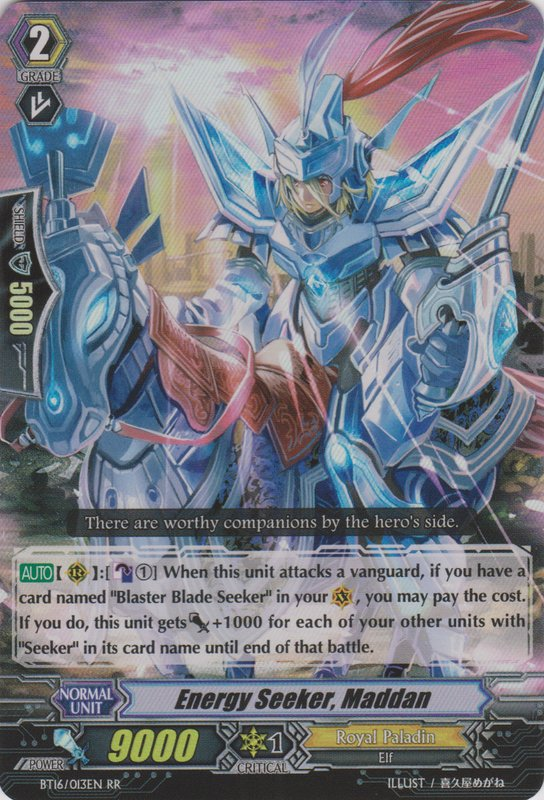 2
GRADE
SHIELD
5000
There are worthy companions by the hero's side.
AUTO【 R 】:[ ①] When this unit attacks a vanguard, if you have a
card named "Blaster Blade Seeker" in your V , you may pay the cost.
If you do, this unit gets +1000 for each of your other units with
"Seeker" in its card name until end of that battle.
NORMAL
UNIT
Energy Seeker, Maddan
POWER
9000
1
CRITICAL
Royal Paladin
Elf
BT16/013EN RR
ILLUST / 喜久屋めがね